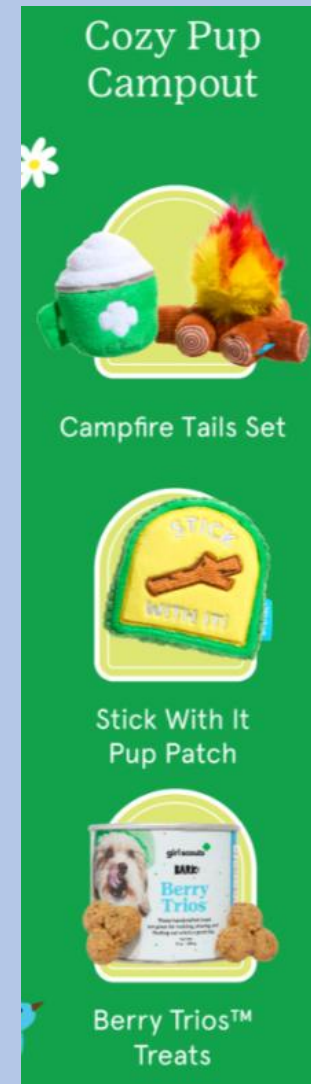 Cozy Pup
Campout
Campfire Tails Set
STICK
WITH IT!
Stick With It
Pup Patch
girl scouts
BARK
Berry
Trios™
Berry Trios™
Treats